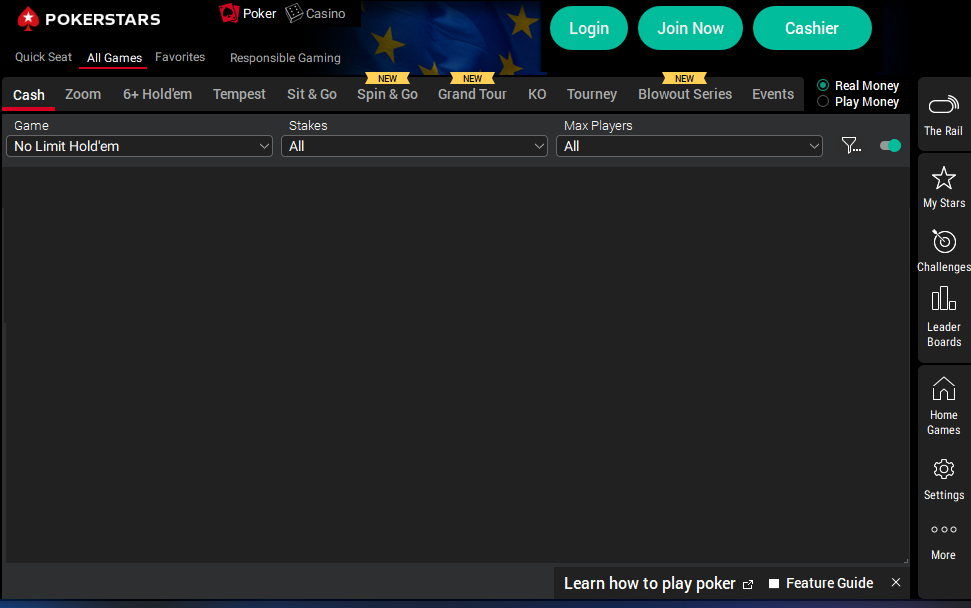 POKERSTARS
Poker
Casino
Login
Join Now
Cashier
Quick Seat
All Games
Favorites
Responsible Gaming
NEW
NEW
NEW
Cash
Zoom
6+ Hold'em
Tempest
Sit & Go
Spin & Go
Grand Tour
KO
Tourney
Blowout Series
Events
Real Money
Play Money
Game
Stakes
Max Players
No Limit Hold'em
All
All
The Rail
My Stars
Challenges
Leader
Boards
Home
Games
Settings
More
Learn how to play poker
Feature Guide